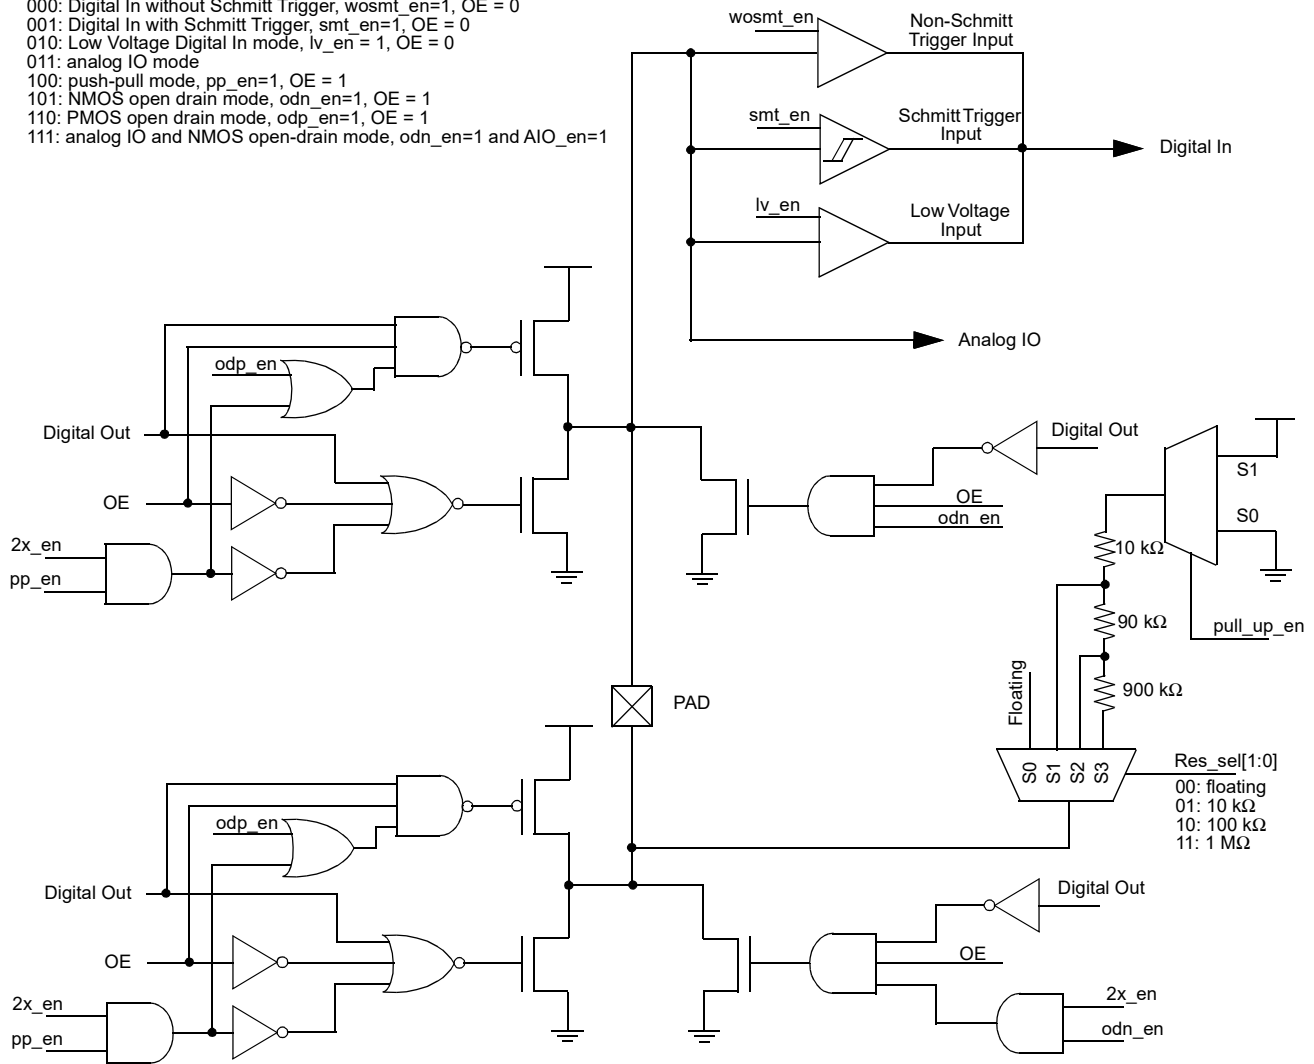 000: Digital In without Schmitt Trigger, wosmt_en=1, OE = 0
001: Digital In with Schmitt Trigger, smt_en=1, OE = 0
010: Low Voltage Digital In mode, lv_en = 1, OE = 0
011: analog IO mode
100: push-pull mode, pp_en=1, OE = 1
101: NMOS open drain mode, odn_en=1, OE = 1
110: PMOS open drain mode, odp_en=1, OE = 1
111: analog IO and NMOS open-drain mode, odn_en=1 and AIO_en=1
wosmt_en
Non-Schmitt
Trigger Input
smt_en
Schmitt Trigger
Input
Digital In
lv_en
Low Voltage
Input
Analog IO
odp_en
Digital Out
OE
2x_en
pp_en
Digital Out
OE
odn_en
S1
S0
10 kΩ
90 kΩ
pull_up_en
900 kΩ
Floating
PAD
S0
S1
S2
S3
Res_sel[1:0]
00: floating
01: 10 kΩ
10: 100 kΩ
11: 1 MΩ
odp_en
Digital Out
OE
2x_en
pp_en
Digital Out
OE
2x_en
odn_en